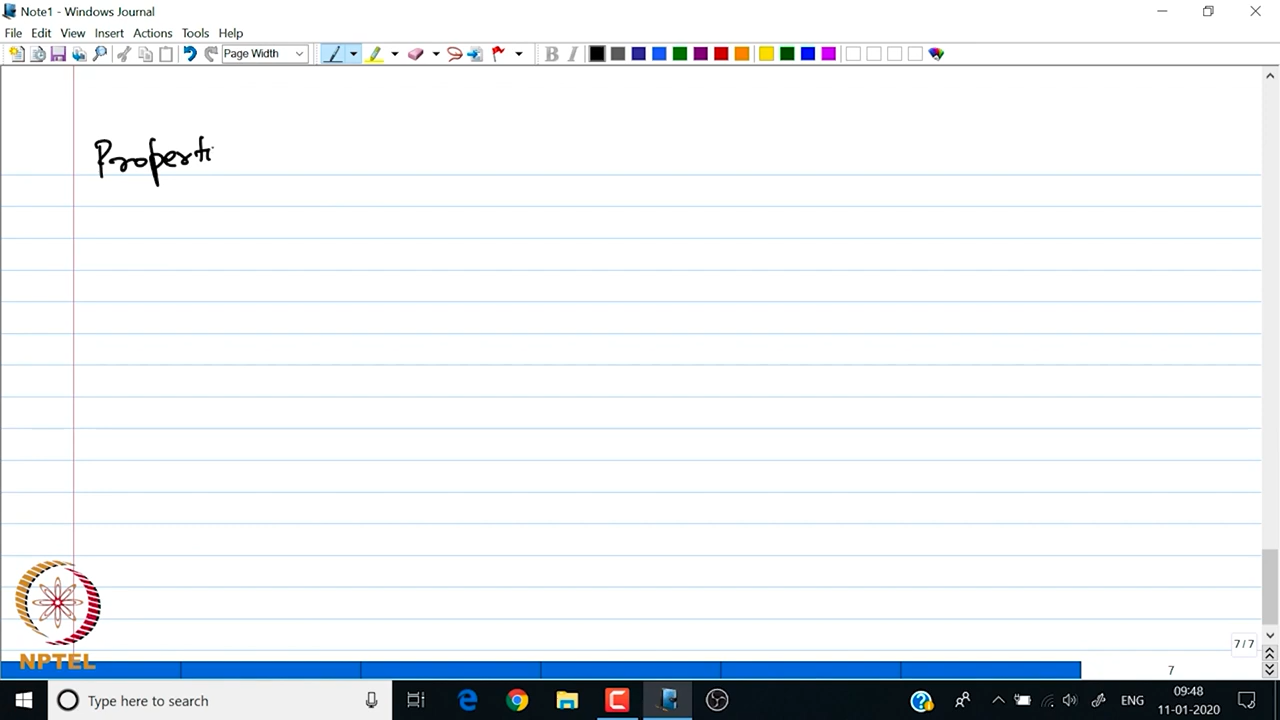 Note1 - Windows Journal
File Edit View Insert Actions Tools Help
Page Width
B I
Properti
7/7
NPTEL
7
Type here to search
ENG
09:48
11-01-2020